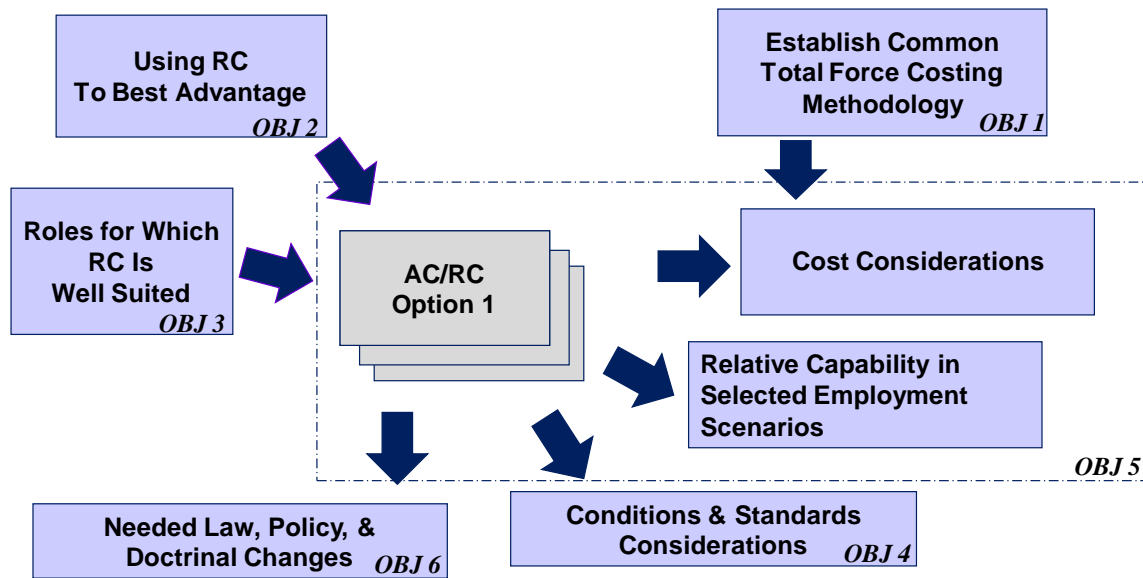 Using RC
To Best Advantage
OBJ 2
Establish Common
Total Force Costing
Methodology
OBJ 1
Roles for Which
RC Is
Well Suited
OBJ 3
AC/RC
Option 1
Cost Considerations
Relative Capability in
Selected Employment
Scenarios
OBJ 5
Needed Law, Policy, &
Doctrinal Changes
OBJ 6
Conditions & Standards
Considerations
OBJ 4